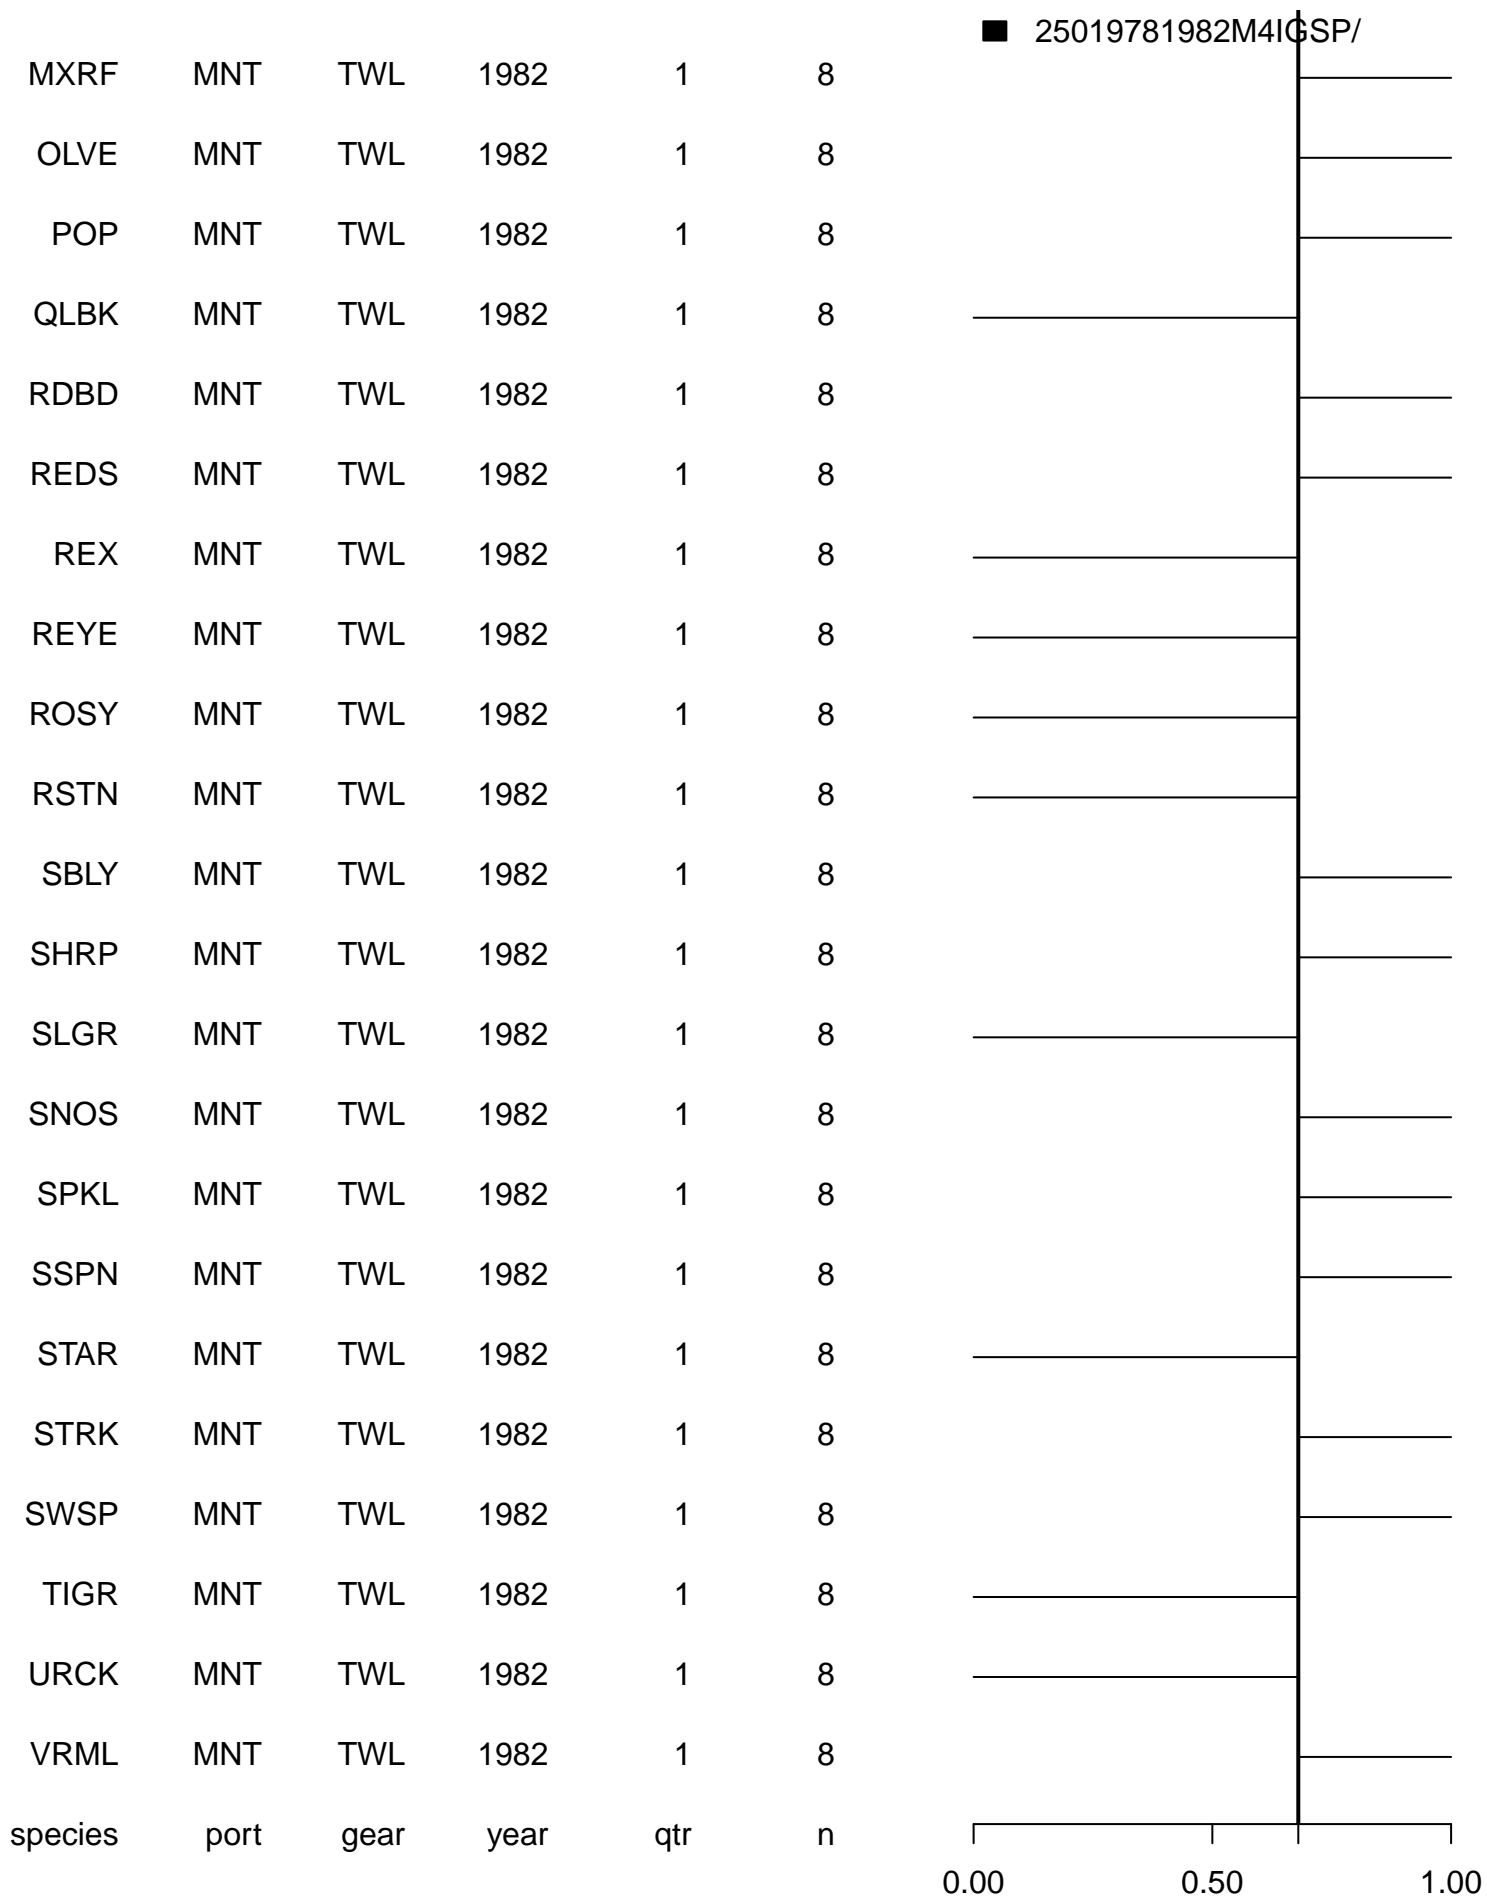 25019781982M4IGSP/
MXRF MNT TWL 1982 1 8
OLVE MNT TWL 1982 1 8
POP MNT TWL 1982 1 8
QLBK MNT TWL 1982 1 8
RDBD MNT TWL 1982 1 8
REDS MNT TWL 1982 1 8
REX MNT TWL 1982 1 8
REYE MNT TWL 1982 1 8
ROSY MNT TWL 1982 1 8
RSTN MNT TWL 1982 1 8
SBLY MNT TWL 1982 1 8
SHRP MNT TWL 1982 1 8
SLGR MNT TWL 1982 1 8
SNOS MNT TWL 1982 1 8
SPKL MNT TWL 1982 1 8
SSPN MNT TWL 1982 1 8
STAR MNT TWL 1982 1 8
STRK MNT TWL 1982 1 8
SWSP MNT TWL 1982 1 8
TIGR MNT TWL 1982 1 8
URCK MNT TWL 1982 1 8
VRML MNT TWL 1982 1 8
species port gear year qtr n
0.00 0.50 1.00